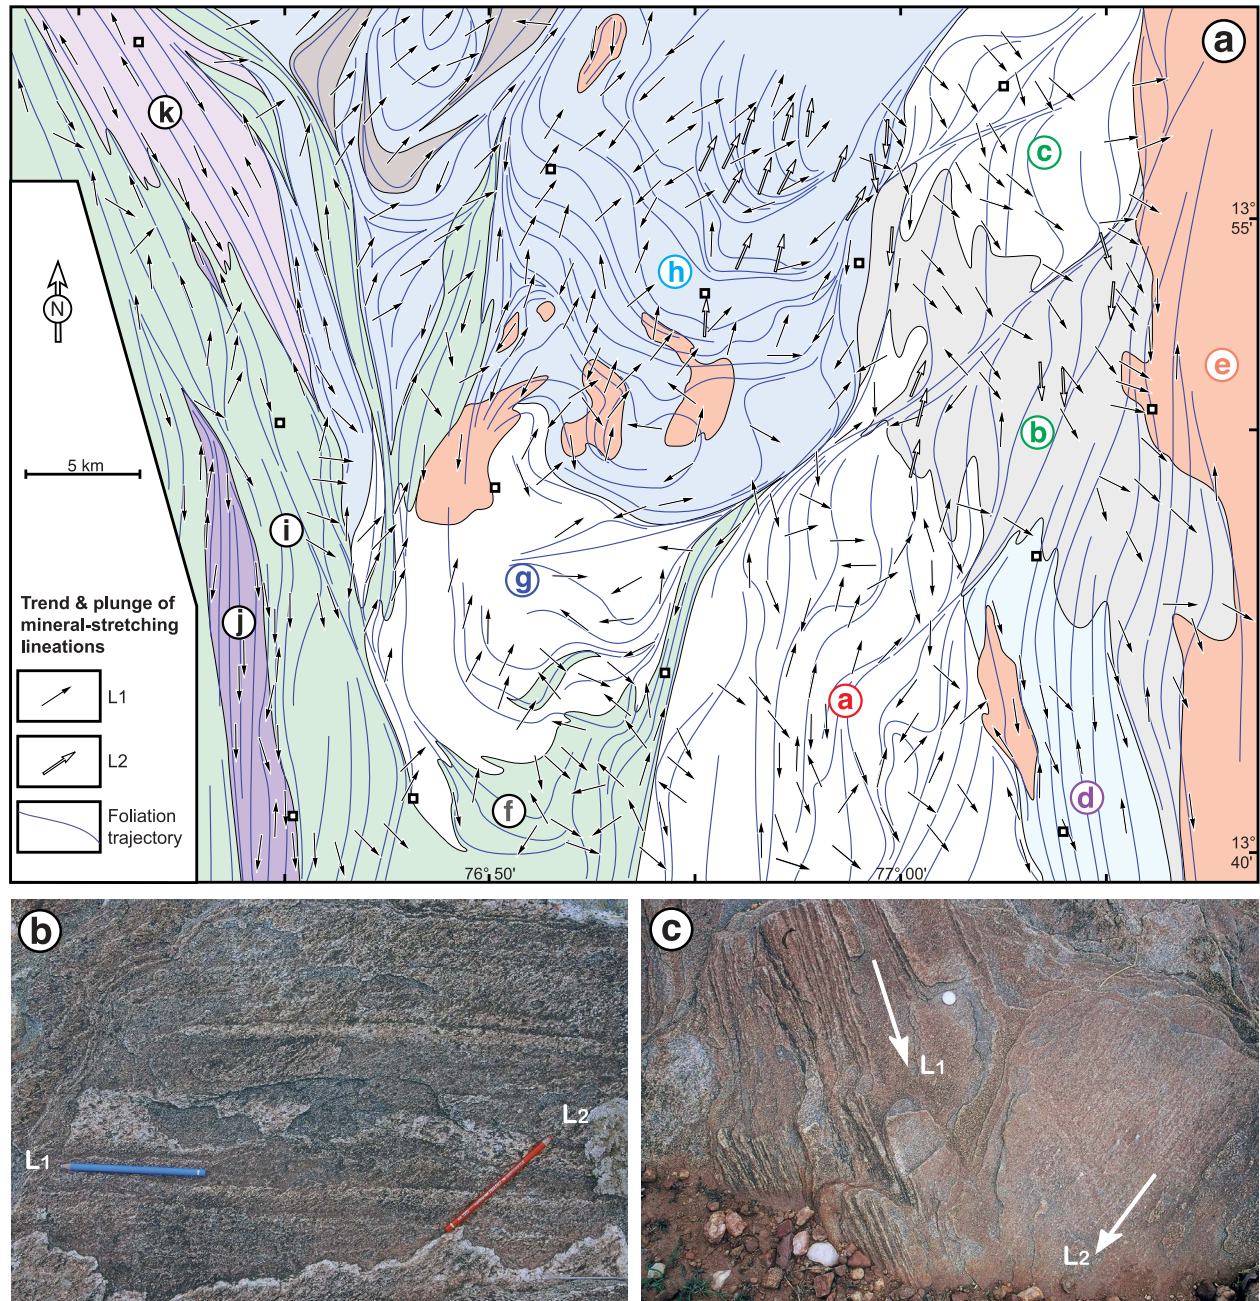 a
k
c
13°
55'
N
h
e
b
5 km
i
g
j
Trend & plunge of
mineral-stretching
lineations
L1
a
L2
f
d
Foliation
trajectory
13°
40'
76° 50'
77° 00'
b
L1
L2
c
L1
L2